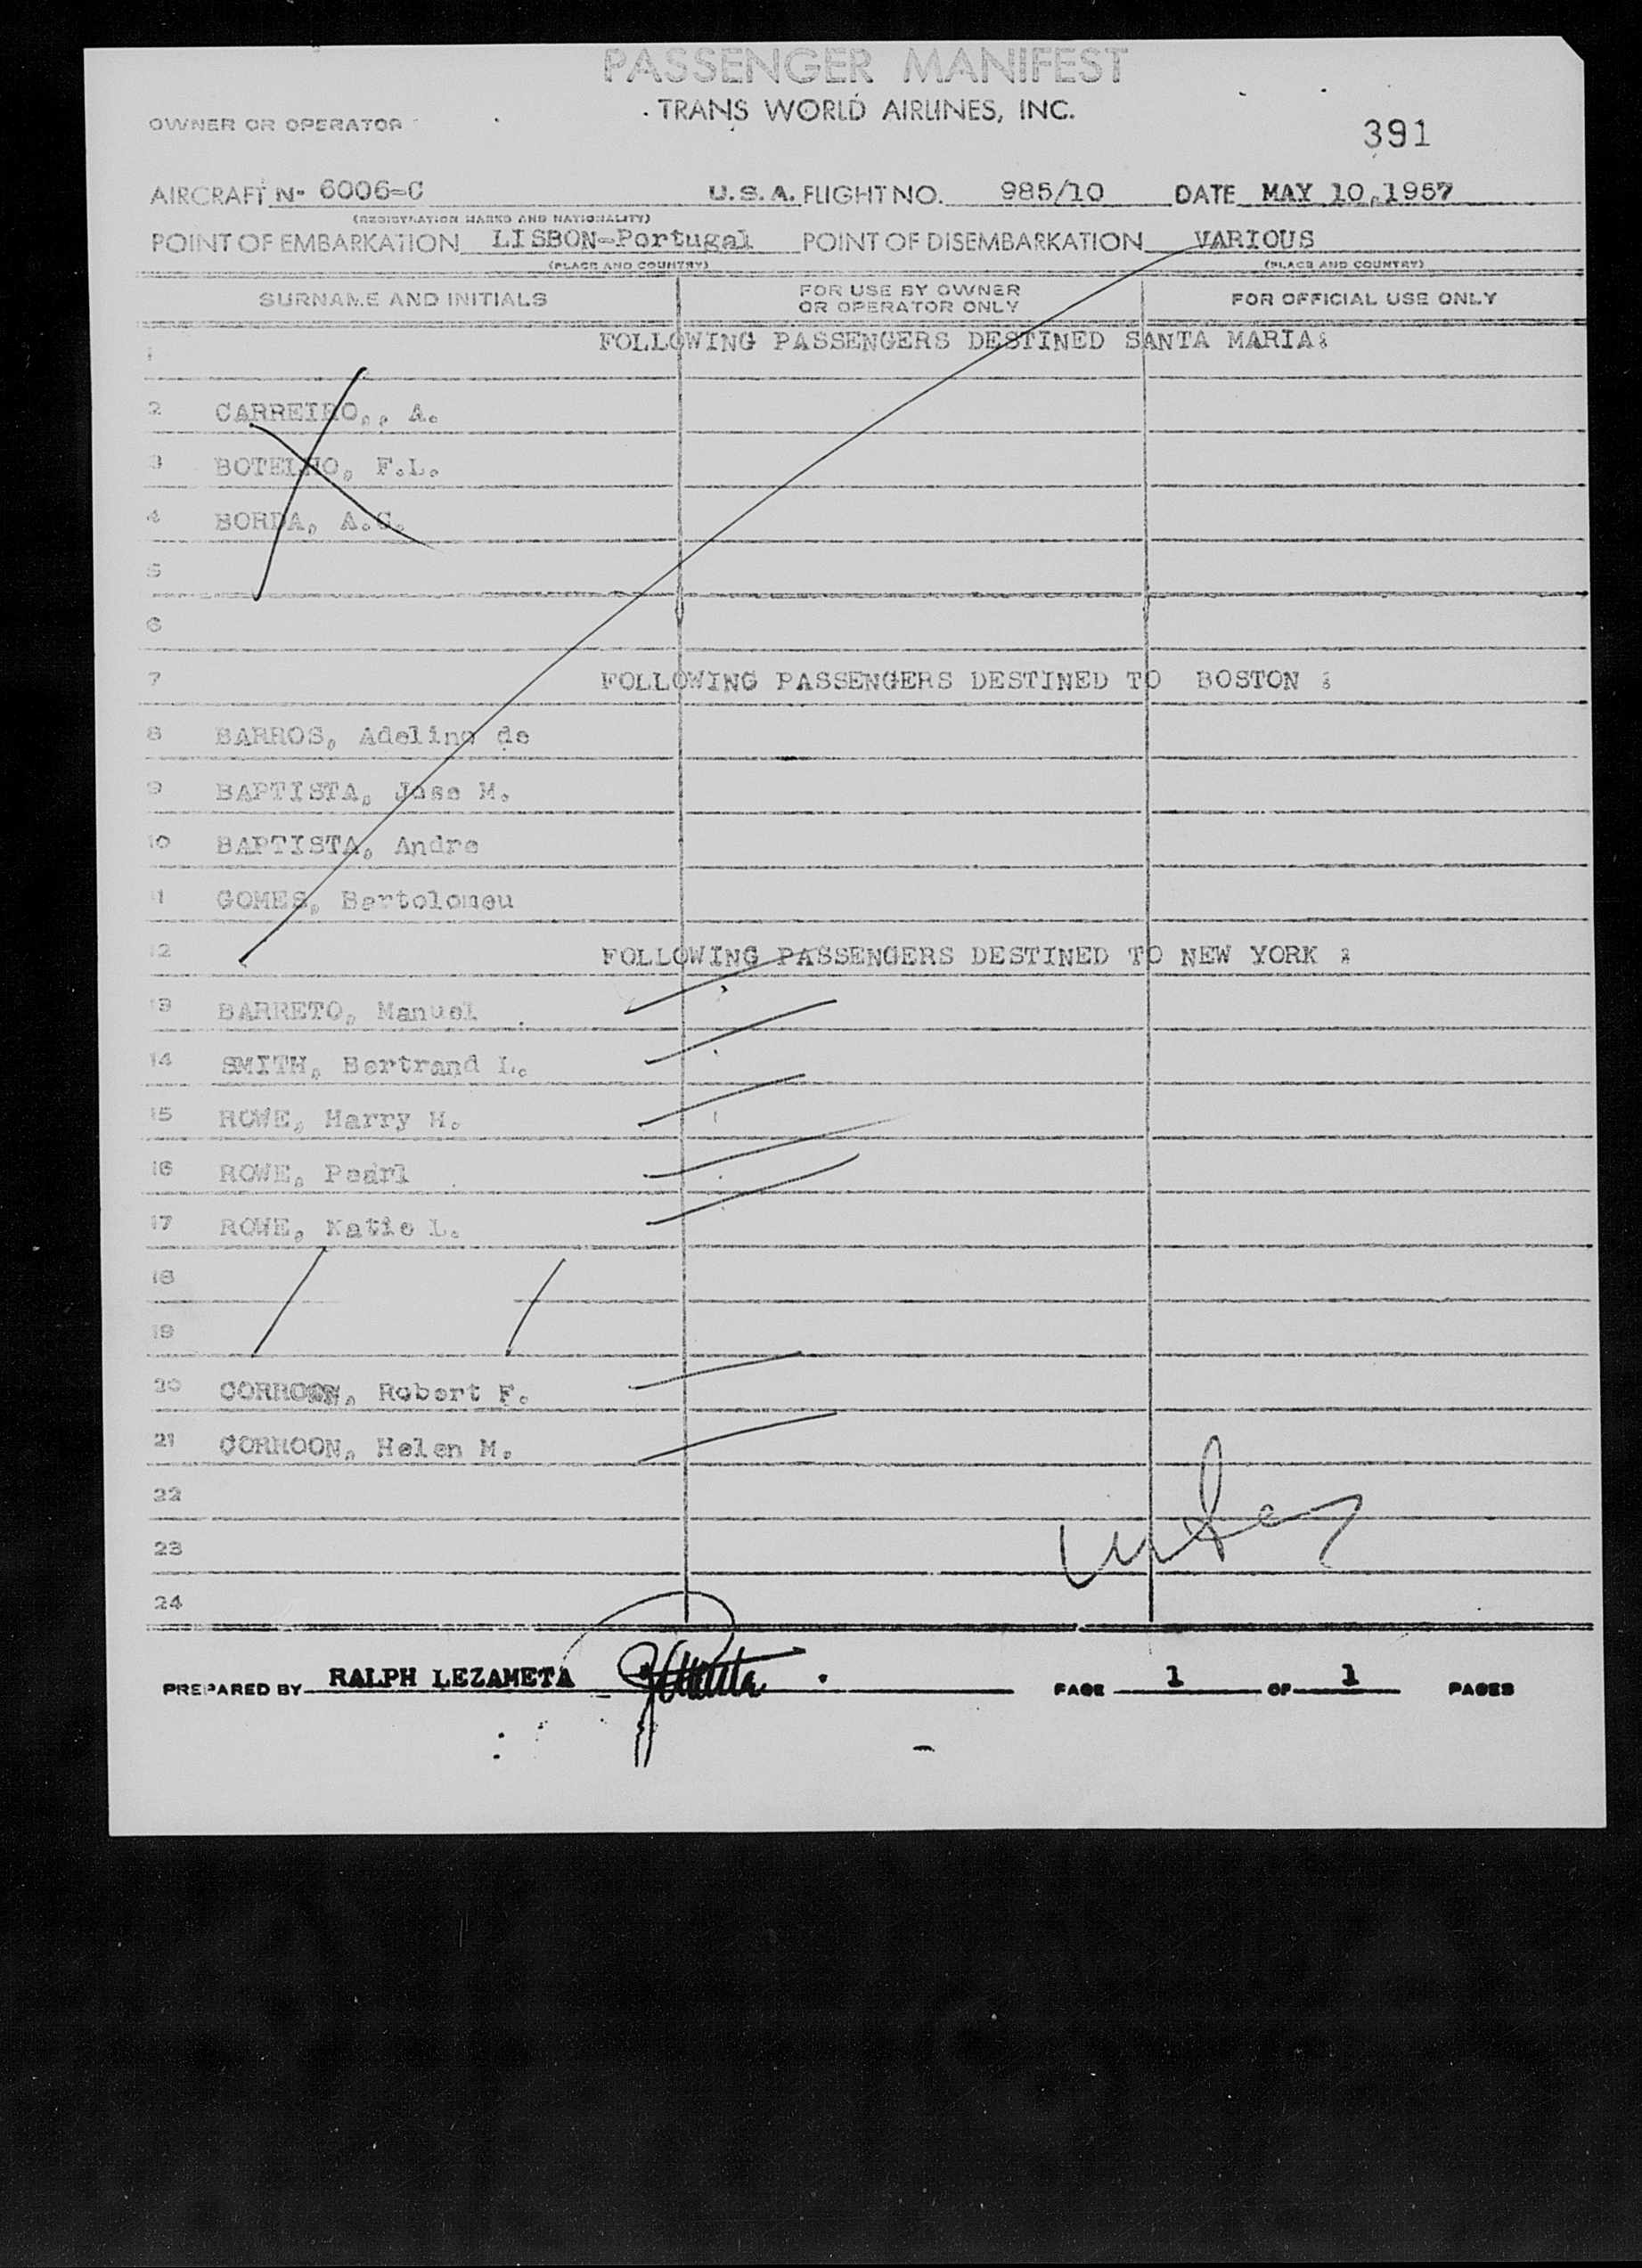 PASSENGER MANIFEST
OWNER OR OPERATOR TRANS WORLD AIRLINES, INC.
391
AIRCRAFT N- 6006-C U.S.A. FLIGHT NO. 985/10 DATE MAY 10,1957
(REGISTRATION MARKS AND NATIONALITY)
POINT OF EMBARKATION LISBON-Portugal POINT OF DISEMBARKATION VARIOUS
(PLACE AND COUNTRY) (PLACE AND COUNTRY)
SURNAME AND INITIALS FOR USE BY OWNER OR OPERATOR ONLY FOR OFFICIAL USE ONLY
1 FOLLOWING PASSENGERS DESTINED SANTA MARIA:
2 CARREIRO,, A.
3 BOTELHO, F.L.
4 BORDA, A.C.
5
6
7 FOLLOWING PASSENGERS DESTINED TO BOSTON :
8 BARROS, Adelino de
9 BAPTISTA, Jose M.
10 BAPTISTA, Andre
11 GOMES, Bartolomeu
12 FOLLOWING PASSENGERS DESTINED TO NEW YORK :
13 BARRETO, Manuel
14 SMITH, Bertrand L.
15 ROWE, Harry H.
16 ROWE, Pearl
17 ROWE, Katie L.
18
19
20 CORROON, Robert F.
21 CORROON, Helen M.
22
23
24
PREPARED BY RALPH LEZAMETA PAGE 1 OF 1 PAGES